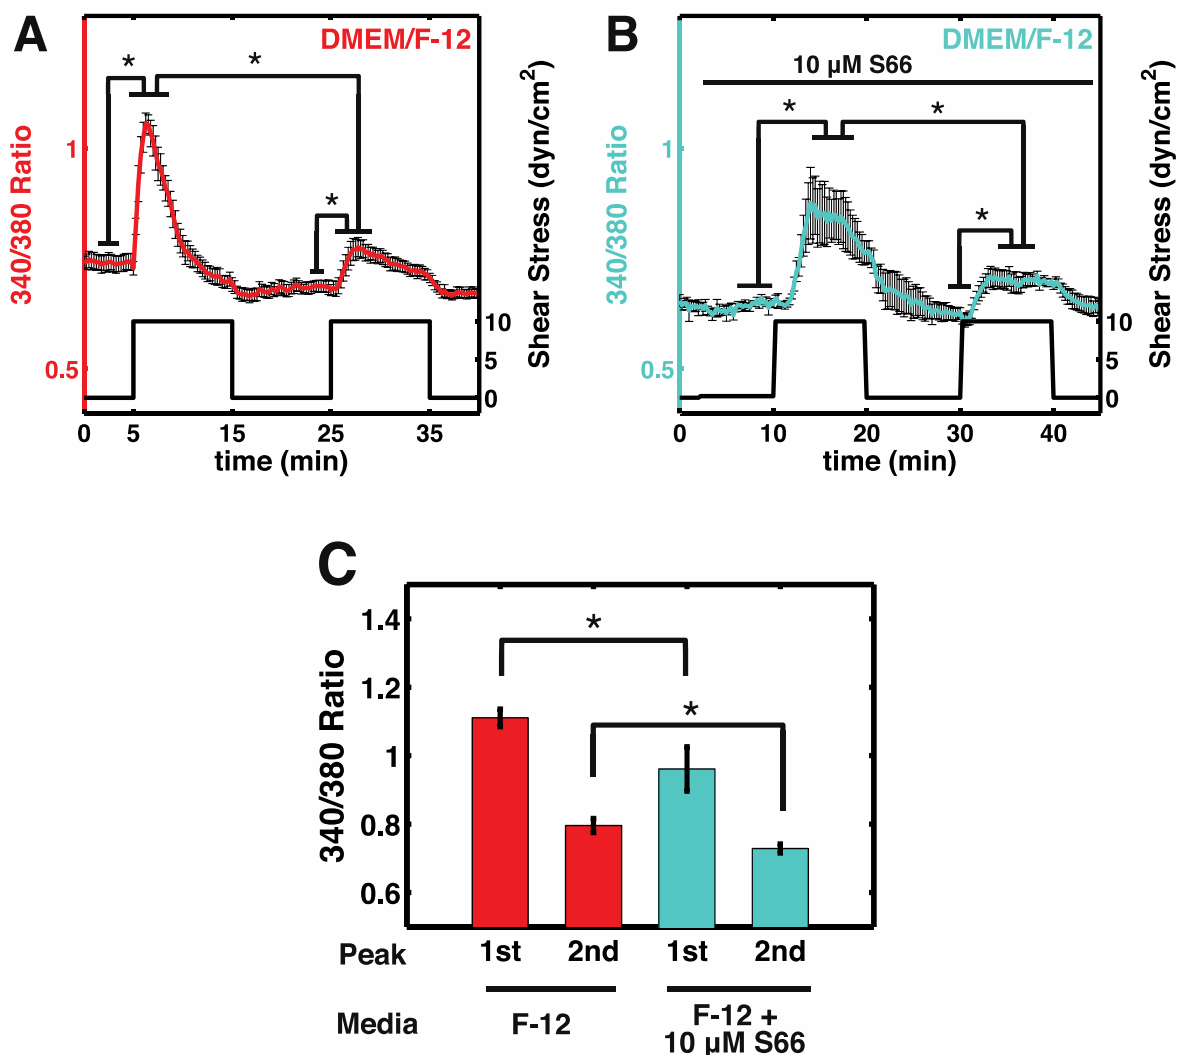 A
DMEM/F-12
*
*
*
340/380 Ratio
1
0.5
Shear Stress (dyn/cm2)
10
5
0
0 5 15 25 35
time (min)
B
DMEM/F-12
10 µM S66
*
*
*
340/380 Ratio
1
0.5
Shear Stress (dyn/cm2)
10
5
0
0 10 20 30 40
time (min)
C
340/380 Ratio
1.4
1.2
1
0.8
0.6
*
*
Peak 1st 2nd 1st 2nd
Media F-12 F-12 +
10 µM S66